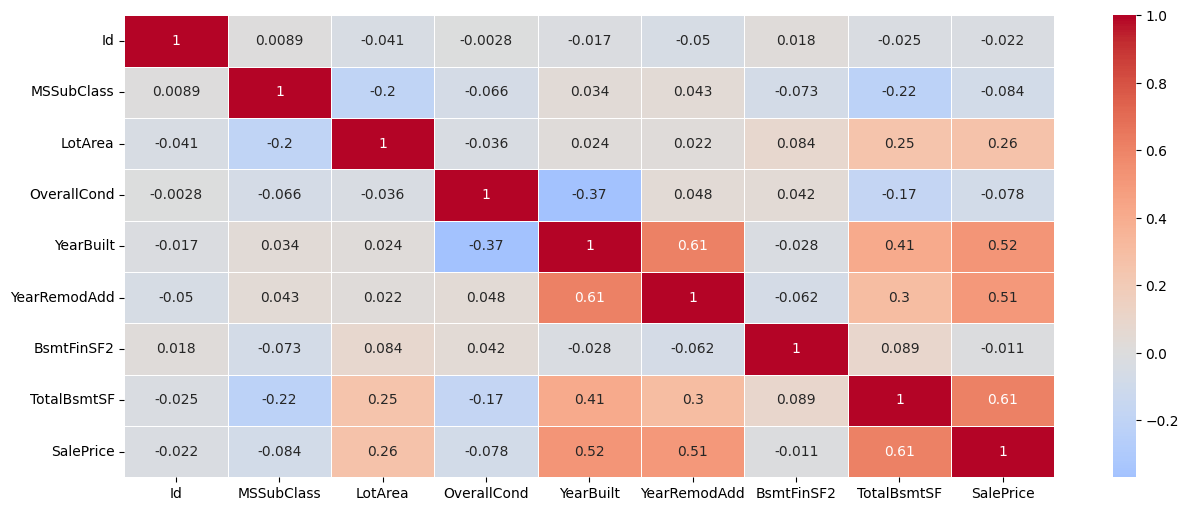 Id 1 0.0089 -0.041 -0.0028 -0.017 -0.05 0.018 -0.025 -0.022
MSSubClass 0.0089 1 -0.2 -0.066 0.034 0.043 -0.073 -0.22 -0.084
LotArea -0.041 -0.2 1 -0.036 0.024 0.022 0.084 0.25 0.26
OverallCond -0.0028 -0.066 -0.036 1 -0.37 0.048 0.042 -0.17 -0.078
YearBuilt -0.017 0.034 0.024 -0.37 1 0.61 -0.028 0.41 0.52
YearRemodAdd -0.05 0.043 0.022 0.048 0.61 1 -0.062 0.3 0.51
BsmtFinSF2 0.018 -0.073 0.084 0.042 -0.028 -0.062 1 0.089 -0.011
TotalBsmtSF -0.025 -0.22 0.25 -0.17 0.41 0.3 0.089 1 0.61
SalePrice -0.022 -0.084 0.26 -0.078 0.52 0.51 -0.011 0.61 1
Id MSSubClass LotArea OverallCond YearBuilt YearRemodAdd BsmtFinSF2 TotalBsmtSF SalePrice
1.0
0.8
0.6
0.4
0.2
0.0
−0.2